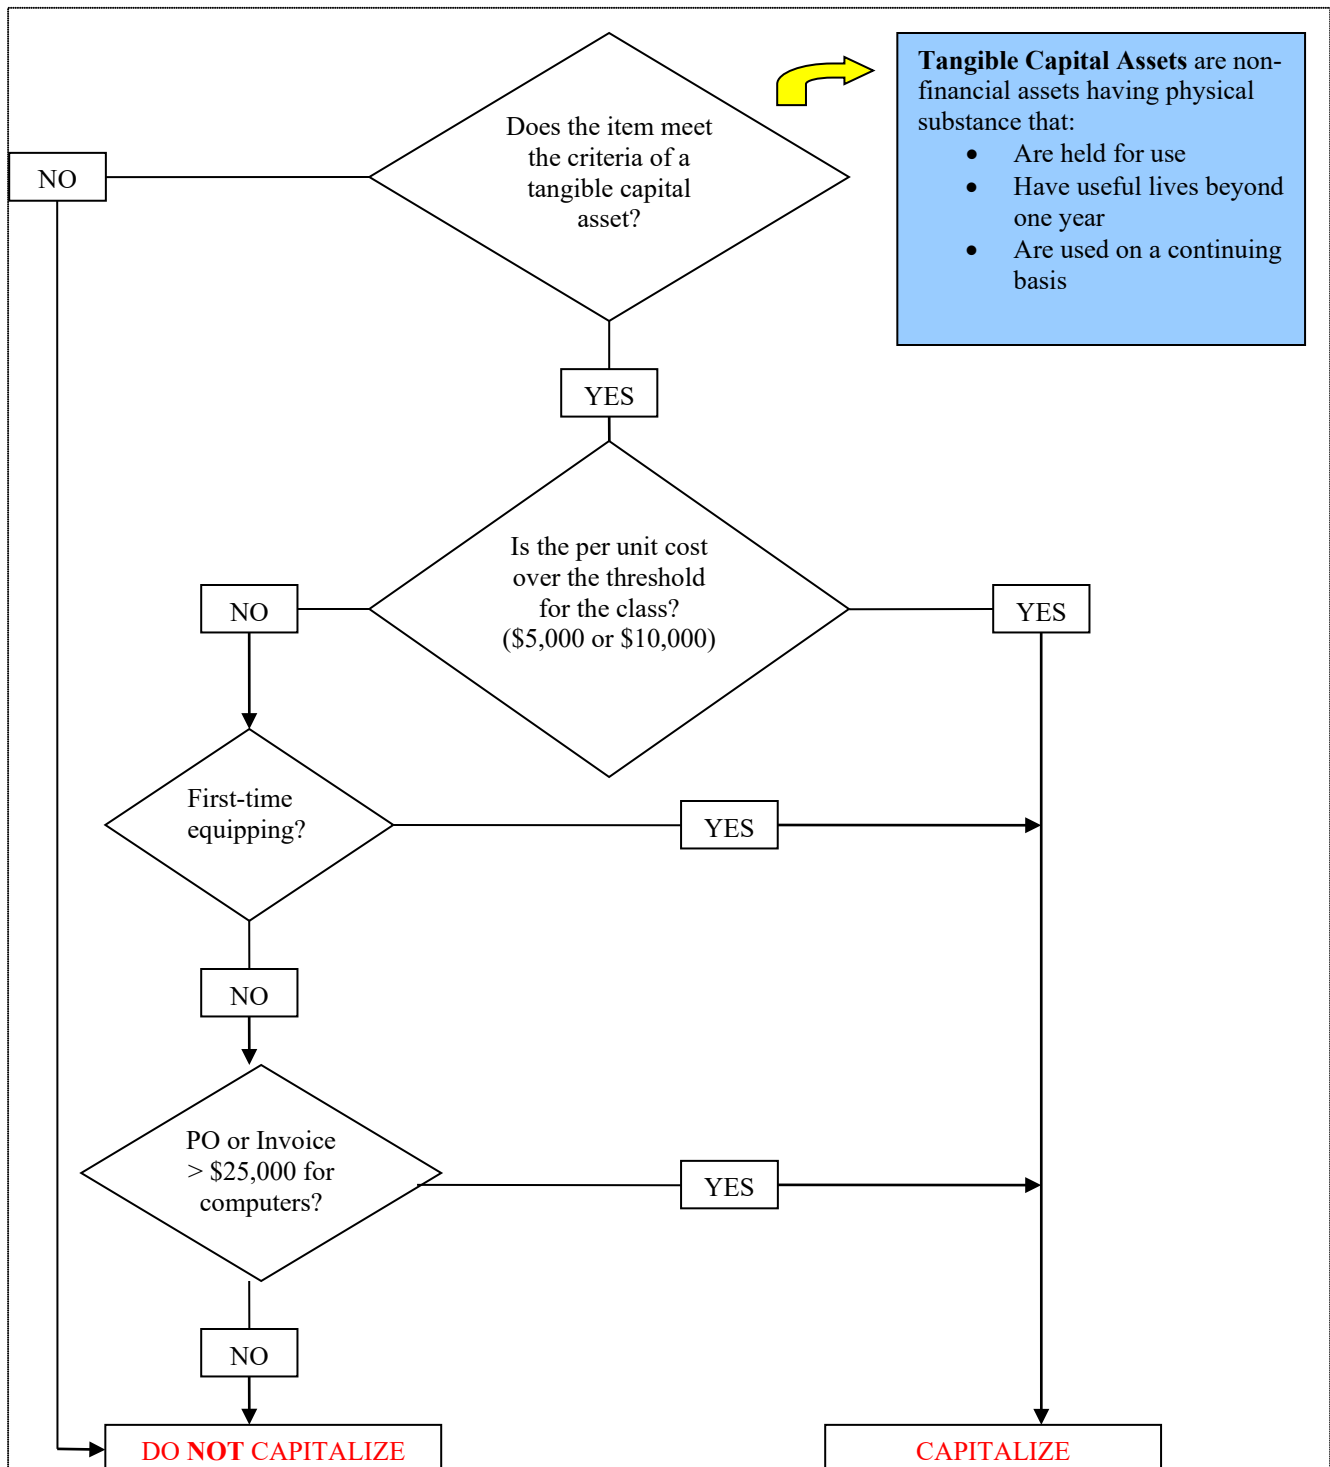 Does the item meet
the criteria of a
tangible capital
asset?
Tangible Capital Assets are non-
financial assets having physical
substance that:
• Are held for use
• Have useful lives beyond
one year
• Are used on a continuing
basis
NO
YES
Is the per unit cost
over the threshold
for the class?
($5,000 or $10,000)
NO
YES
First-time
equipping?
YES
NO
PO or Invoice
> $25,000 for
computers?
YES
NO
DO NOT CAPITALIZE
CAPITALIZE